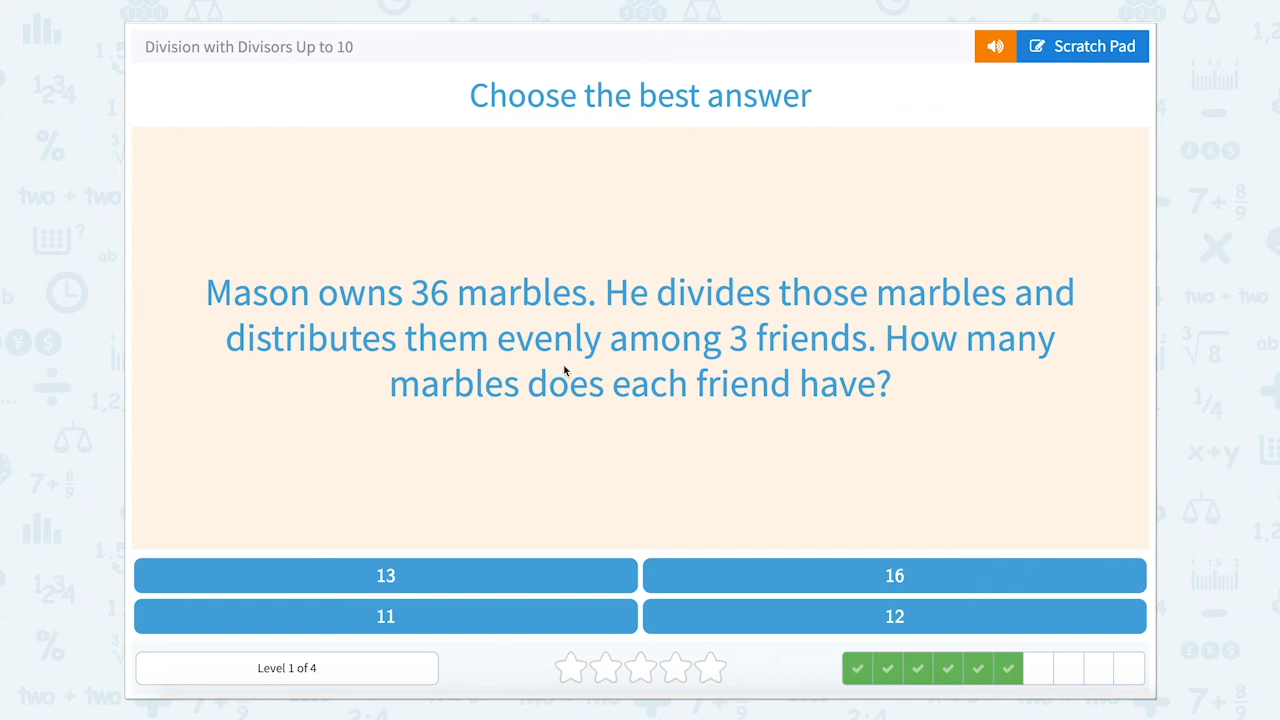 Division with Divisors Up to 10
Scratch Pad
Choose the best answer
Mason owns 36 marbles. He divides those marbles and
distributes them evenly among 3 friends. How many
marbles does each friend have?
13
16
11
12
Level 1 of 4